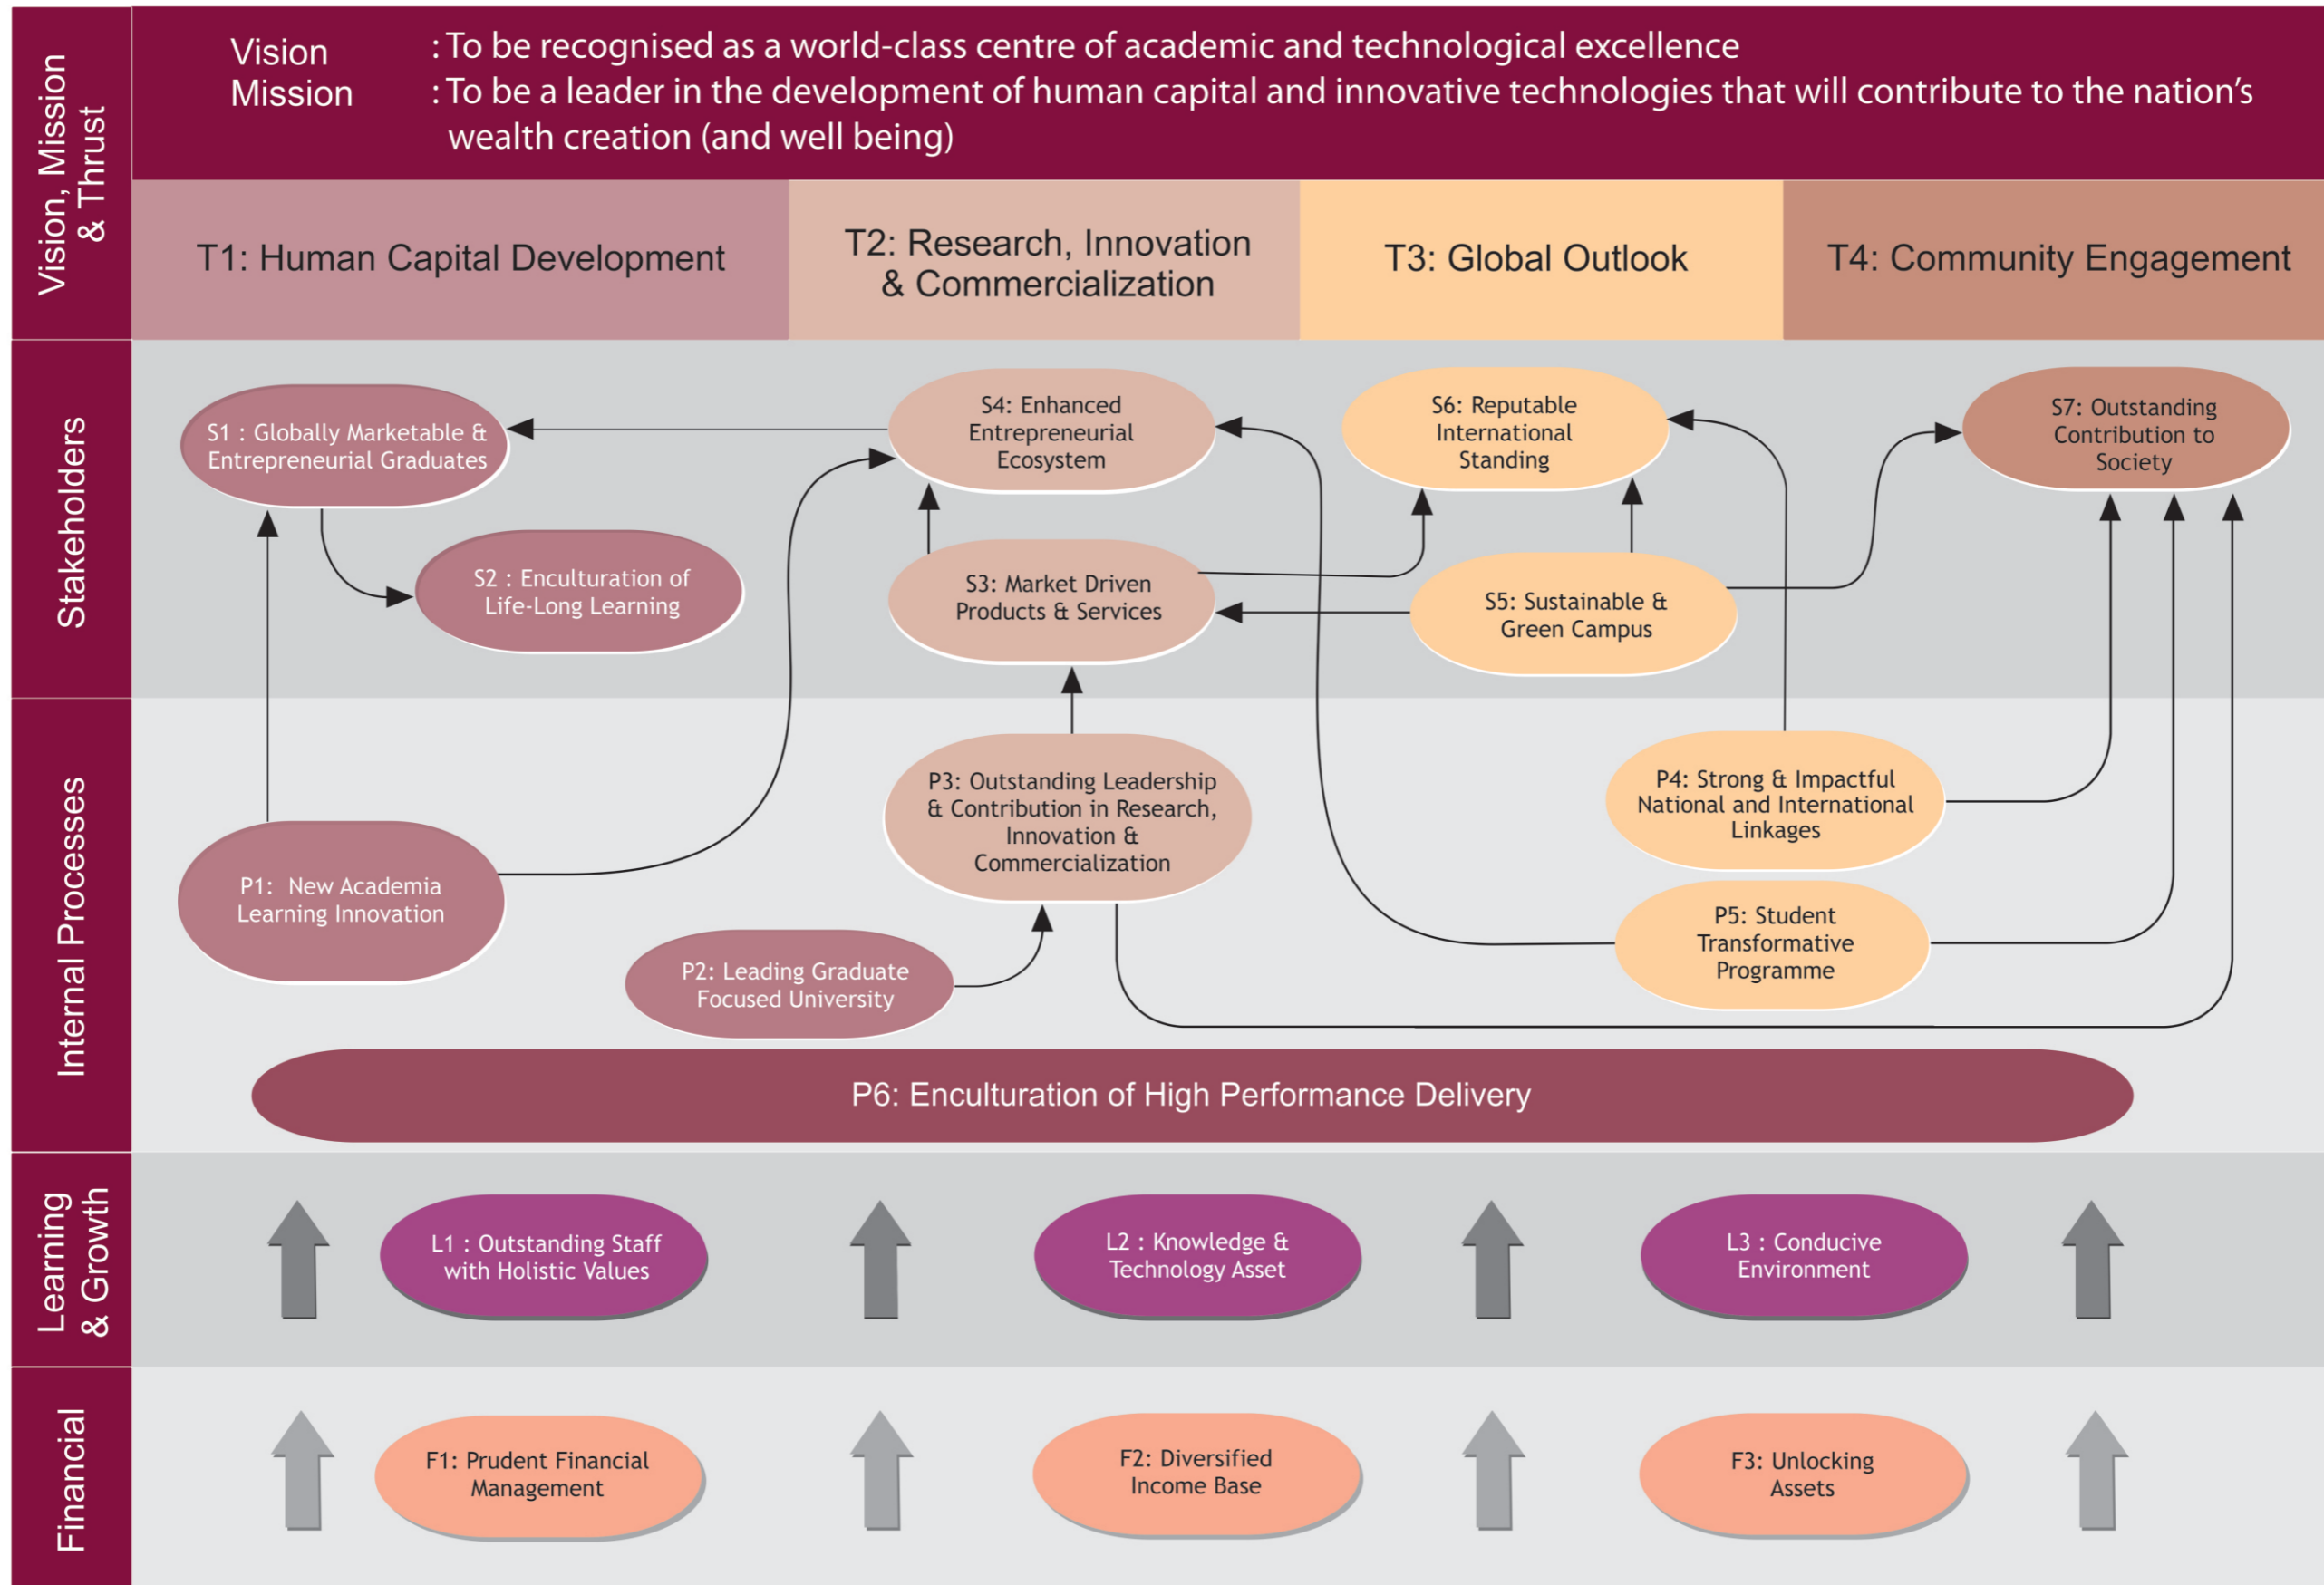 Vision, Mission
& Thrust
Vision : To be recognised as a world-class centre of academic and technological excellence
Mission : To be a leader in the development of human capital and innovative technologies that will contribute to the nation’s
wealth creation (and well being)
T1: Human Capital Development
T2: Research, Innovation
& Commercialization
T3: Global Outlook
T4: Community Engagement
Stakeholders
S1 : Globally Marketable &
Entrepreneurial Graduates
S2 : Enculturation of
Life-Long Learning
S4: Enhanced
Entrepreneurial
Ecosystem
S3: Market Driven
Products & Services
S6: Reputable
International
Standing
S5: Sustainable &
Green Campus
S7: Outstanding
Contribution to
Society
Internal Processes
P1: New Academia
Learning Innovation
P2: Leading Graduate
Focused University
P3: Outstanding Leadership
& Contribution in Research,
Innovation &
Commercialization
P4: Strong & Impactful
National and International
Linkages
P5: Student
Transformative
Programme
P6: Enculturation of High Performance Delivery
Learning
& Growth
L1 : Outstanding Staff
with Holistic Values
L2 : Knowledge &
Technology Asset
L3 : Conducive
Environment
Financial
F1: Prudent Financial
Management
F2: Diversified
Income Base
F3: Unlocking
Assets